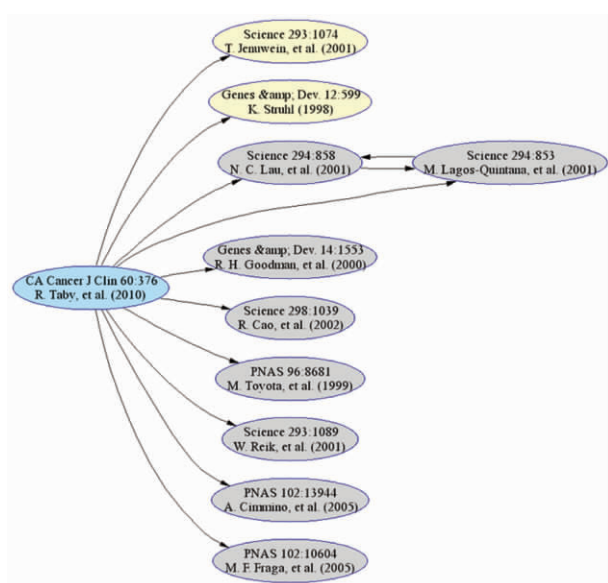 Science 293:1074
T. Jenuwein, et al. (2001)
Genes &amp; Dev. 12:599
K. Struhl (1998)
Science 294:858
N. C. Lau, et al. (2001)
Science 294:853
M. Lagos-Quintana, et al. (2001)
Genes &amp; Dev. 14:1553
R. H. Goodman, et al. (2000)
CA Cancer J Clin 60:376
R. Taby, et al. (2010)
Science 298:1039
R. Cao, et al. (2002)
PNAS 96:8681
M. Toyota, et al. (1999)
Science 293:1089
W. Reik, et al. (2001)
PNAS 102:13944
A. Cimmino, et al. (2005)
PNAS 102:10604
M. F. Fraga, et al. (2005)